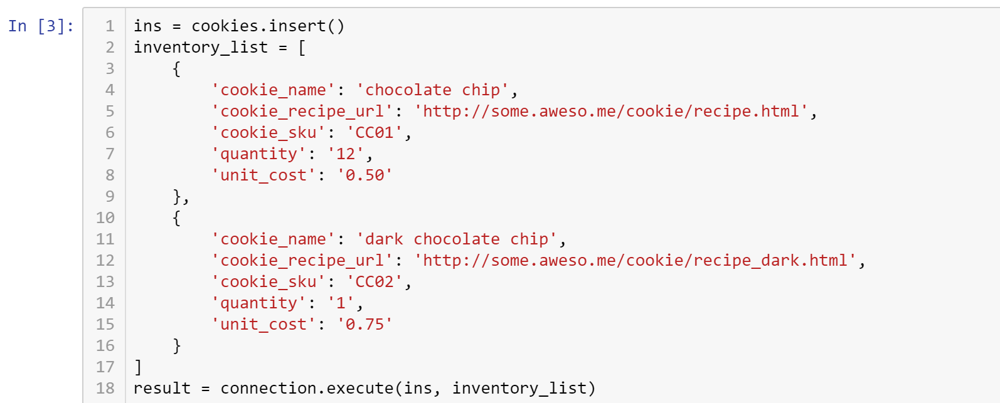 In [3]:
1 ins = cookies.insert()
2 inventory_list = [
3     {
4         'cookie_name': 'chocolate chip',
5         'cookie_recipe_url': 'http://some.aweso.me/cookie/recipe.html',
6         'cookie_sku': 'CC01',
7         'quantity': '12',
8         'unit_cost': '0.50'
9     },
10     {
11         'cookie_name': 'dark chocolate chip',
12         'cookie_recipe_url': 'http://some.aweso.me/cookie/recipe_dark.html',
13         'cookie_sku': 'CC02',
14         'quantity': '1',
15         'unit_cost': '0.75'
16     }
17 ]
18 result = connection.execute(ins, inventory_list)